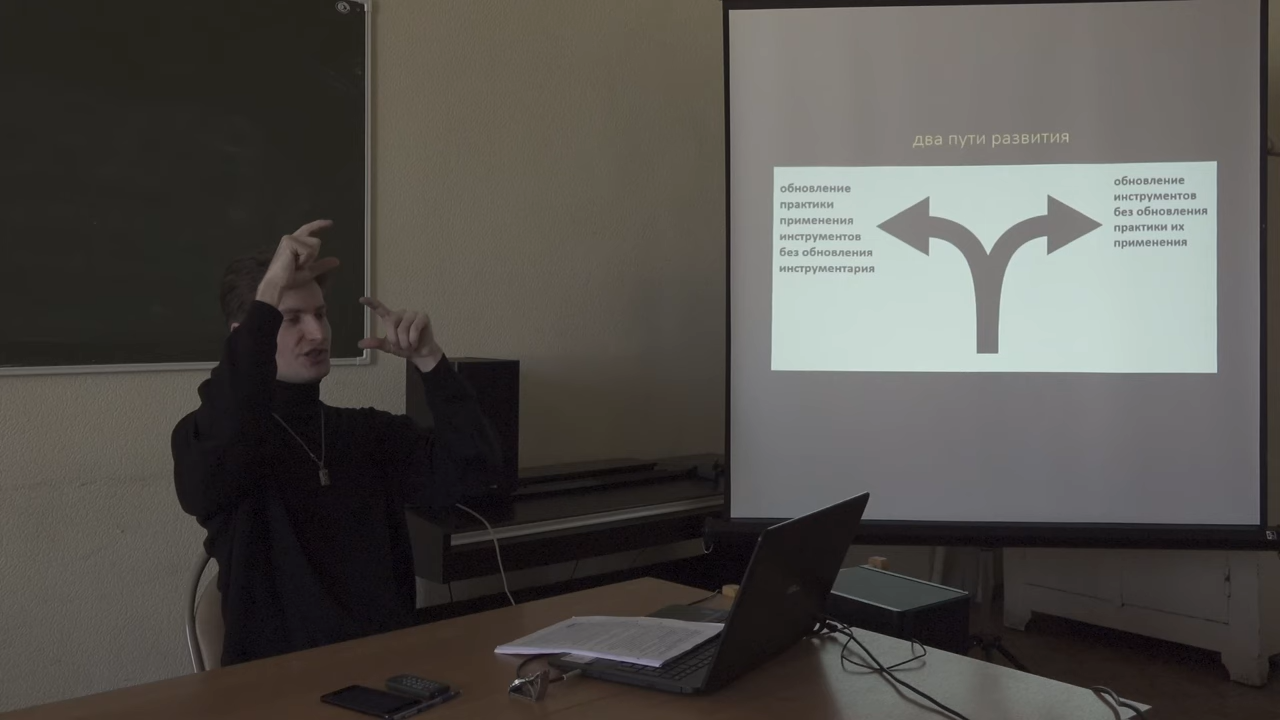 два пути развития
обновление
практики
применения
инструментов
без обновления
инструментария
обновление
инструментов
без обновления
практики их
применения